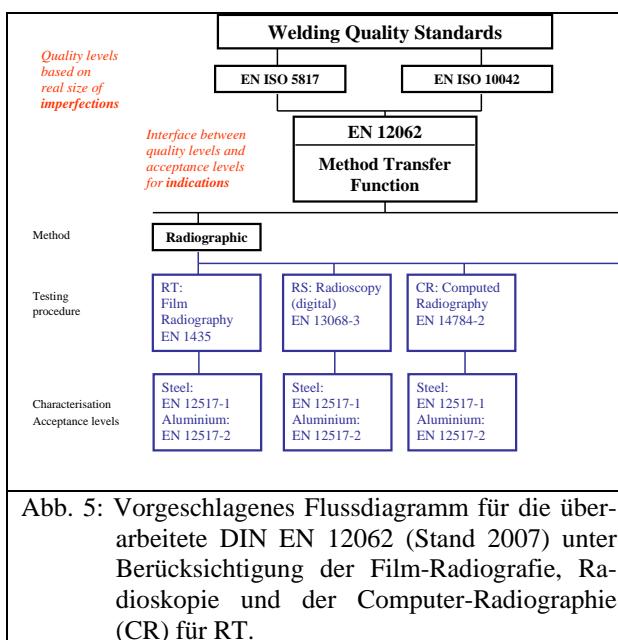 Welding Quality Standards
Quality levels
based on
real size of
imperfections
EN ISO 5817
EN ISO 10042
Interface between
quality levels and
acceptance levels
for indications
EN 12062
Method Transfer
Function
Method
Radiographic
Testing
procedure
RT:
Film
Radiography
EN 1435
RS: Radioscopy
(digital)
EN 13068-3
CR: Computed
Radiography
EN 14784-2
Characterisation
Acceptance levels
Steel:
EN 12517-1
Aluminium:
EN 12517-2
Steel:
EN 12517-1
Aluminium:
EN 12517-2
Steel:
EN 12517-1
Aluminium:
EN 12517-2
Abb. 5: Vorgeschlagenes Flussdiagramm für die über-
arbeitete DIN EN 12062 (Stand 2007) unter
Berücksichtigung der Film-Radiografie, Ra-
dioskopie und der Computer-Radiographie
(CR) für RT.